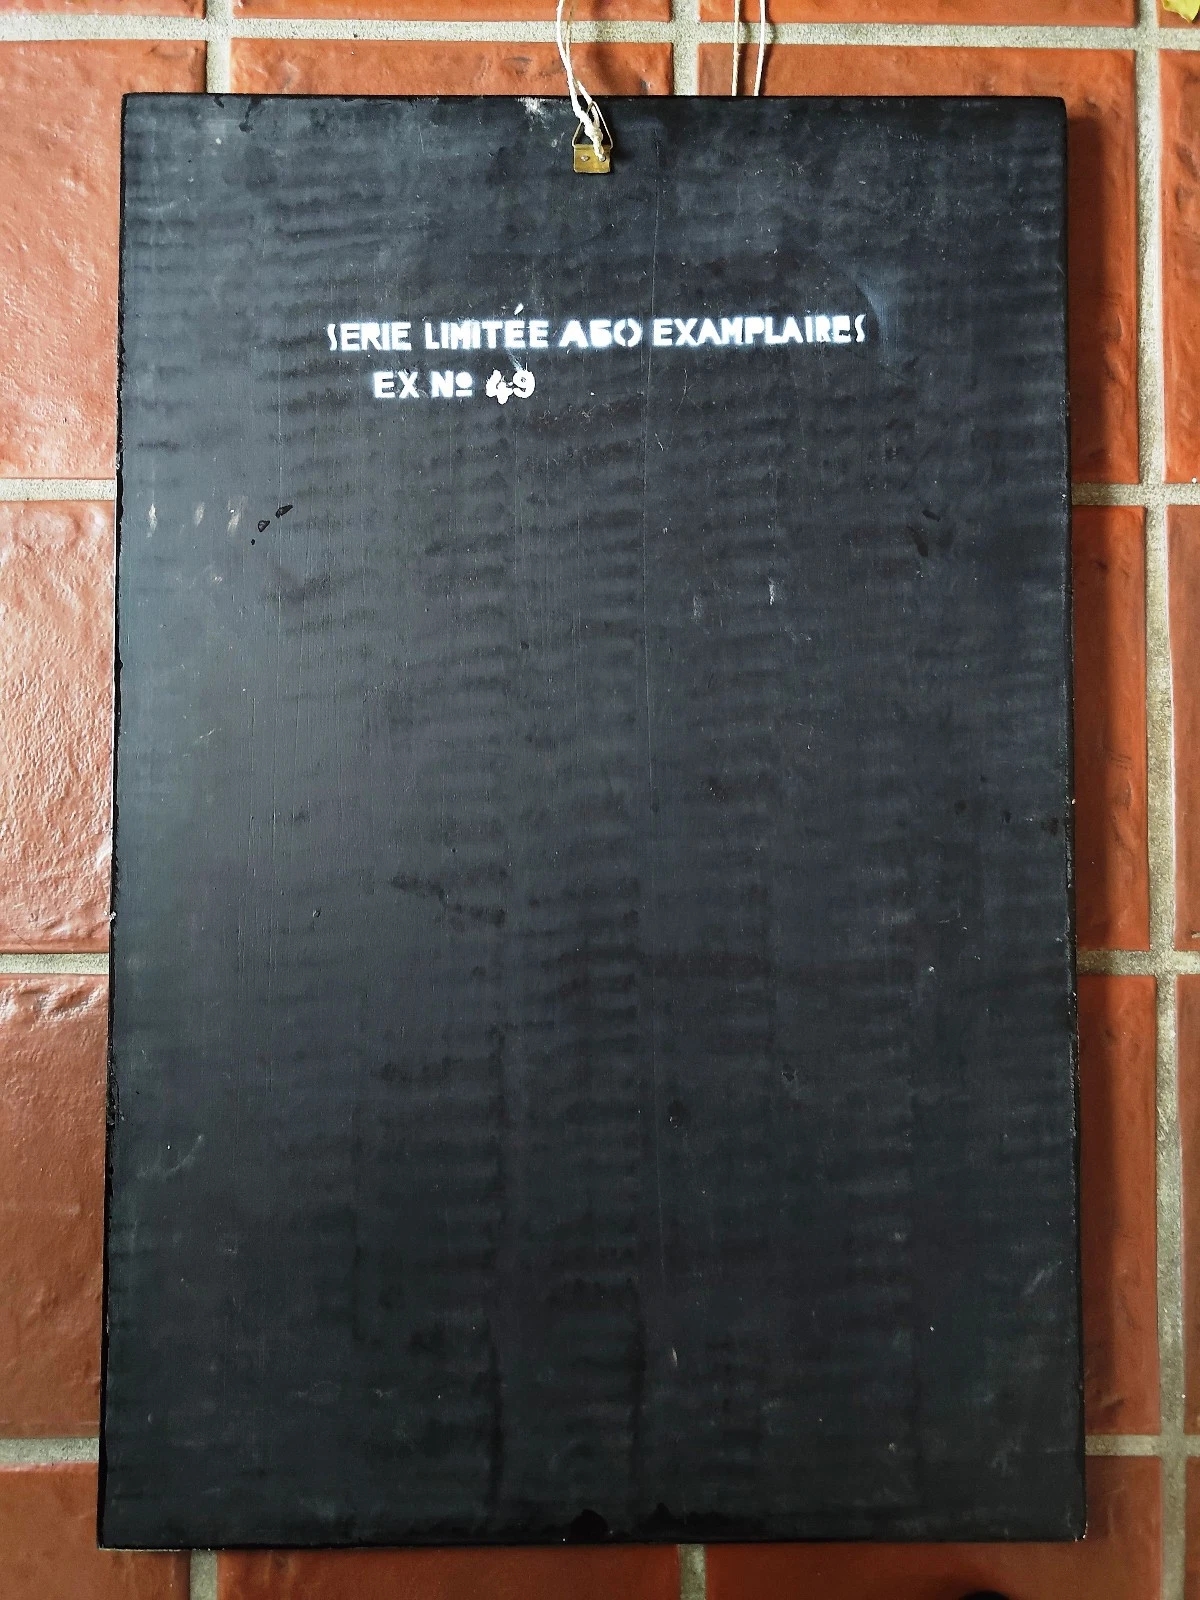 SERIE LIMITÉE A50 EXAMPLAIRES
EX Nº 49